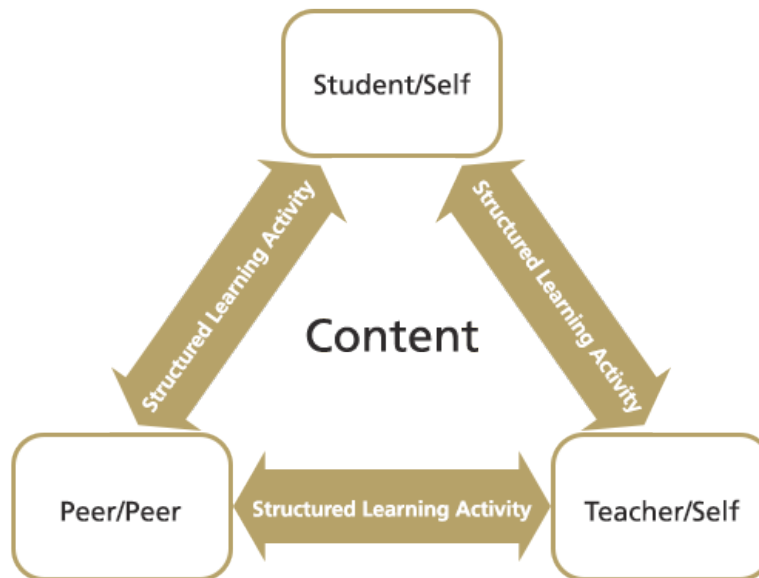 Student/Self
Structured Learning Activity
Structured Learning Activity
Content
Peer/Peer
Structured Learning Activity
Teacher/Self